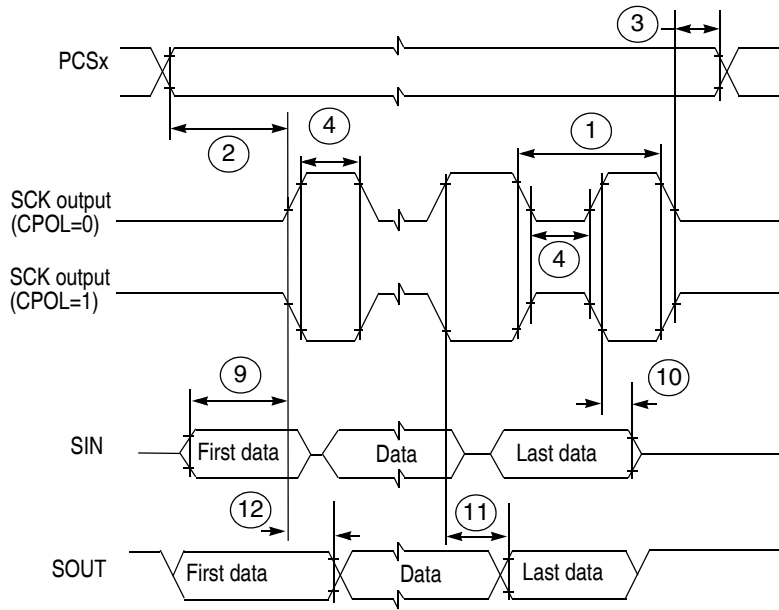 3
PCSx
2
4
1
SCK output
(CPOL=0)
4
SCK output
(CPOL=1)
9
10
SIN
First data
Data
Last data
12
11
SOUT
First data
Data
Last data